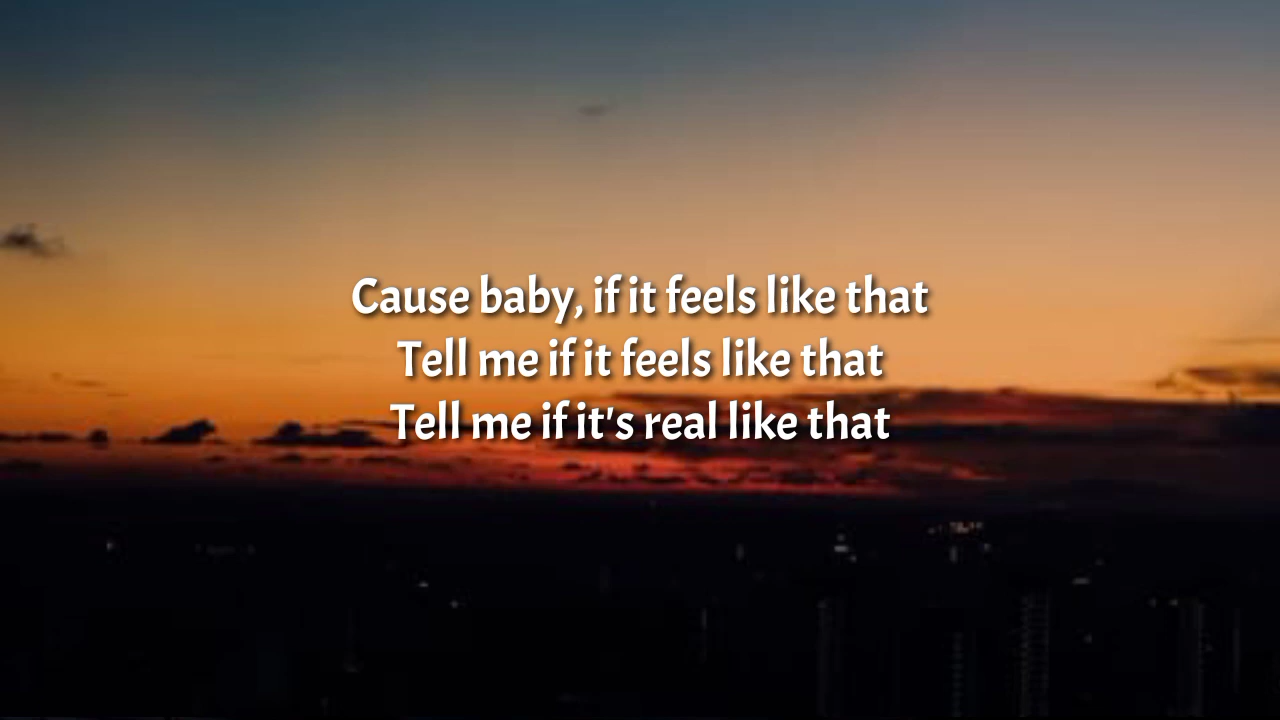 Cause baby, if it feels like that
Tell me if it feels like that
Tell me if it's real like that